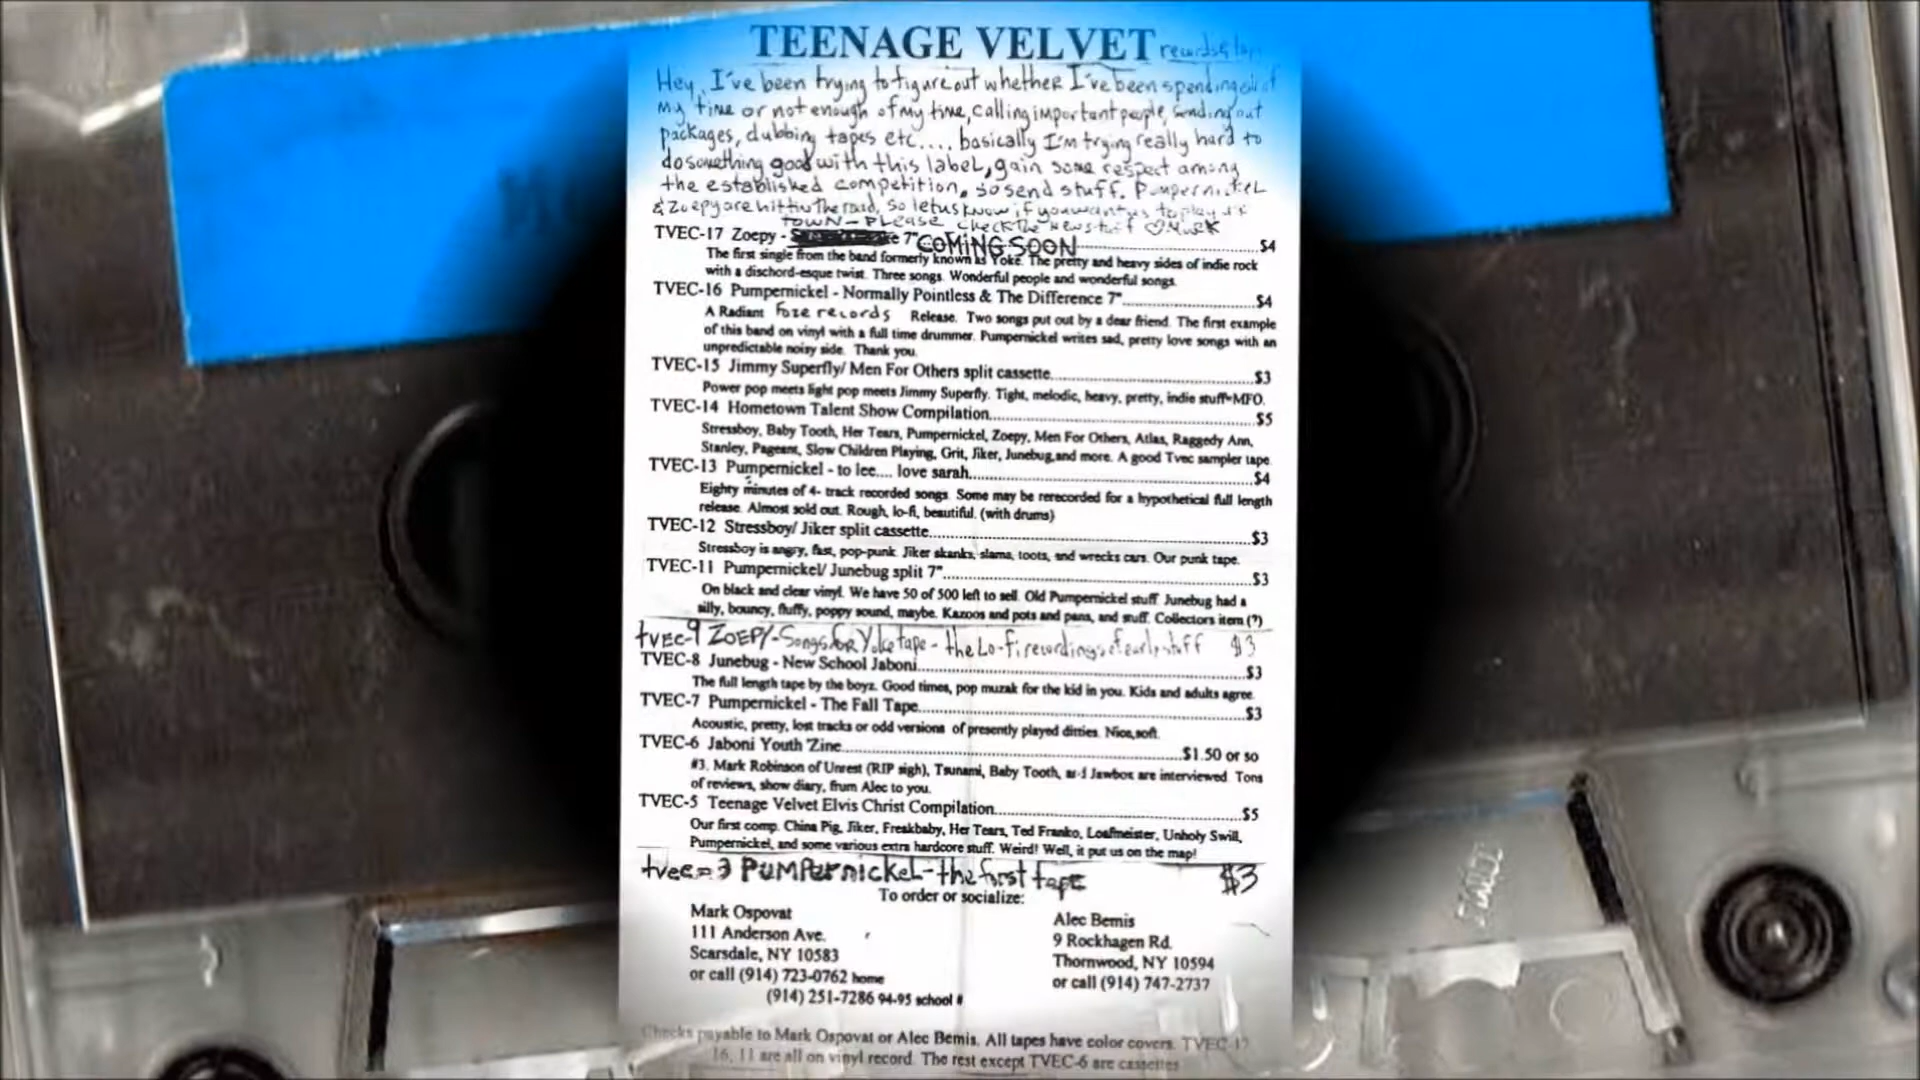 TEENAGE VELVET records & 
Hey, I've been trying to figure out whether I've been spending
my time or not enough of my time, calling important people, sending out
packages, dubbing tapes etc.... basically I'm trying really hard to
do something good with this label, gain some respect among
the established competition, so send stuff. Pumpernickel
& Zoepy are hittin the road, so let us know if you want us to play
TOWN - PLEASE check the new stuff ♡ Mark
TVEC-17 Zoepy - 7" COMING SOON $4
The first single from the band formerly known as Yoke. The pretty and heavy sides of indie rock
with a dischord-esque twist. Three songs. Wonderful people and wonderful songs.
TVEC-16 Pumpernickel - Normally Pointless & The Difference 7" $4
A Radiant Foze records Release. Two songs put out by a dear friend. The first example
of this band on vinyl with a full time drummer. Pumpernickel writes sad, pretty love songs with an
unpredictable noisy side. Thank you.
TVEC-15 Jimmy Superfly/ Men For Others split cassette $3
Power pop meets light pop meets Jimmy Superfly. Tight, melodic, heavy, pretty, indie stuff=MFO.
TVEC-14 Hometown Talent Show Compilation $5
Stressboy, Baby Tooth, Her Tears, Pumpernickel, Zoepy, Men For Others, Atlas, Raggedy Ann,
Stanley, Pageant, Slow Children Playing, Grit, Jiker, Junebug,and more. A good Tvec sampler tape.
TVEC-13 Pumpernickel - to lee.... love sarah $4
Eighty minutes of 4- track recorded songs. Some may be rerecorded for a hypothetical full length
release. Almost sold out. Rough, lo-fi, beautiful. (with drums)
TVEC-12 Stressboy/ Jiker split cassette $3
Stressboy is angry, fast, pop-punk. Jiker skanks, slams, toots, and wrecks cars. Our punk tape.
TVEC-11 Pumpernickel/ Junebug split 7" $3
On black and clear vinyl. We have 50 of 500 left to sell. Old Pumpernickel stuff. Junebug had a
silly, bouncy, fluffy, poppy sound, maybe. Kazoos and pots and pans, and stuff. Collectors item (?)
tvec-9 ZOEPY-Songs for Yoke tape - the Lo-fi recordings of early stuff $3
TVEC-8 Junebug - New School Jaboni $3
The full length tape by the boyz. Good times, pop muzak for the kid in you. Kids and adults agree.
TVEC-7 Pumpernickel - The Fall Tape $3
Acoustic, pretty, lost tracks or odd versions of presently played ditties. Nice,soft.
TVEC-6 Jaboni Youth 'Zine $1.50 or so
#3. Mark Robinson of Unrest (RIP sigh), Tsunami, Baby Tooth, and Jawbox are interviewed. Tons
of reviews, show diary, frum Alec to you.
TVEC-5 Teenage Velvet Elvis Christ Compilation $5
Our first comp. China Pig, Jiker, Freakbaby, Her Tears, Ted Franko, Loafmeister, Unholy Swill,
Pumpernickel, and some various extra hardcore stuff. Weird! Well, it put us on the map!
tvec-3 PUMPernickel-the first tape $3
To order or socialize:
Mark Ospovat
111 Anderson Ave.
Scarsdale, NY 10583
or call (914) 723-0762 home
(914) 251-7286 94-95 school #
Alec Bemis
9 Rockhagen Rd.
Thornwood, NY 10594
or call (914) 747-2737
Checks payable to Mark Ospovat or Alec Bemis. All tapes have color covers. TVEC-17
16, 11 are all on vinyl record. The rest except TVEC-6 are cassettes